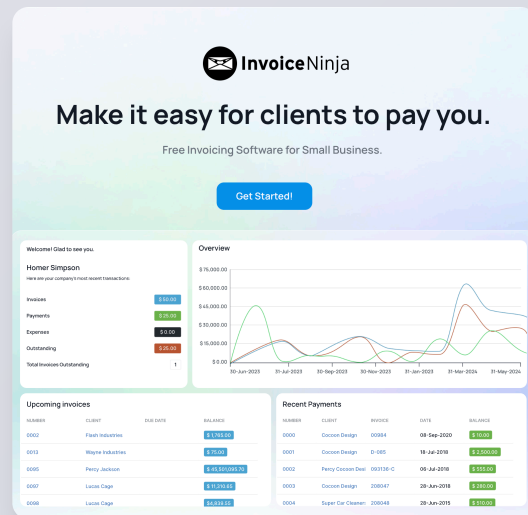 InvoiceNinja
Make it easy for clients to pay you.
Free Invoicing Software for Small Business.
Get Started!
Welcome! Glad to see you.
Homer Simpson
Here are your company's most recent transactions:
Invoices $ 50.00
Payments $ 25.00
Expenses $ 0.00
Outstanding $ 25.00
Total Invoices Outstanding 1
Overview
$ 75,000.00
$ 60,000.00
$ 45,000.00
$ 30,000.00
$ 15,000.00
$ 0.00
30-Jun-2023 31-Jul-2023 30-Sep-2023 30-Nov-2023 31-Jan-2023 31-Mar-2024 31-May-2024
Upcoming invoices
NUMBER CLIENT DUE DATE BALANCE
0002 Flash Industries $ 1,765.00
0013 Wayne Industries $ 75.00
0085 Percy Jackson
0097 Lucas Cage
0098 Lucas Cage
Recent Payments
NUMBER CLIENT INVOICE DATE BALANCE
0000 Cocoon Design 00984 08-Sep-2020 $ 10.00
0001 Cocoon Design D-085 18-Jul-2018 $ 2,500.00
0002 Percy Cocoon Desi 093136-C 06-Jul-2018 $ 555.00
0003 Cocoon Design 208047 28-Jun-2018
0004 Super Car Cleaners 208048 28-Jun-2015 $ 510.00